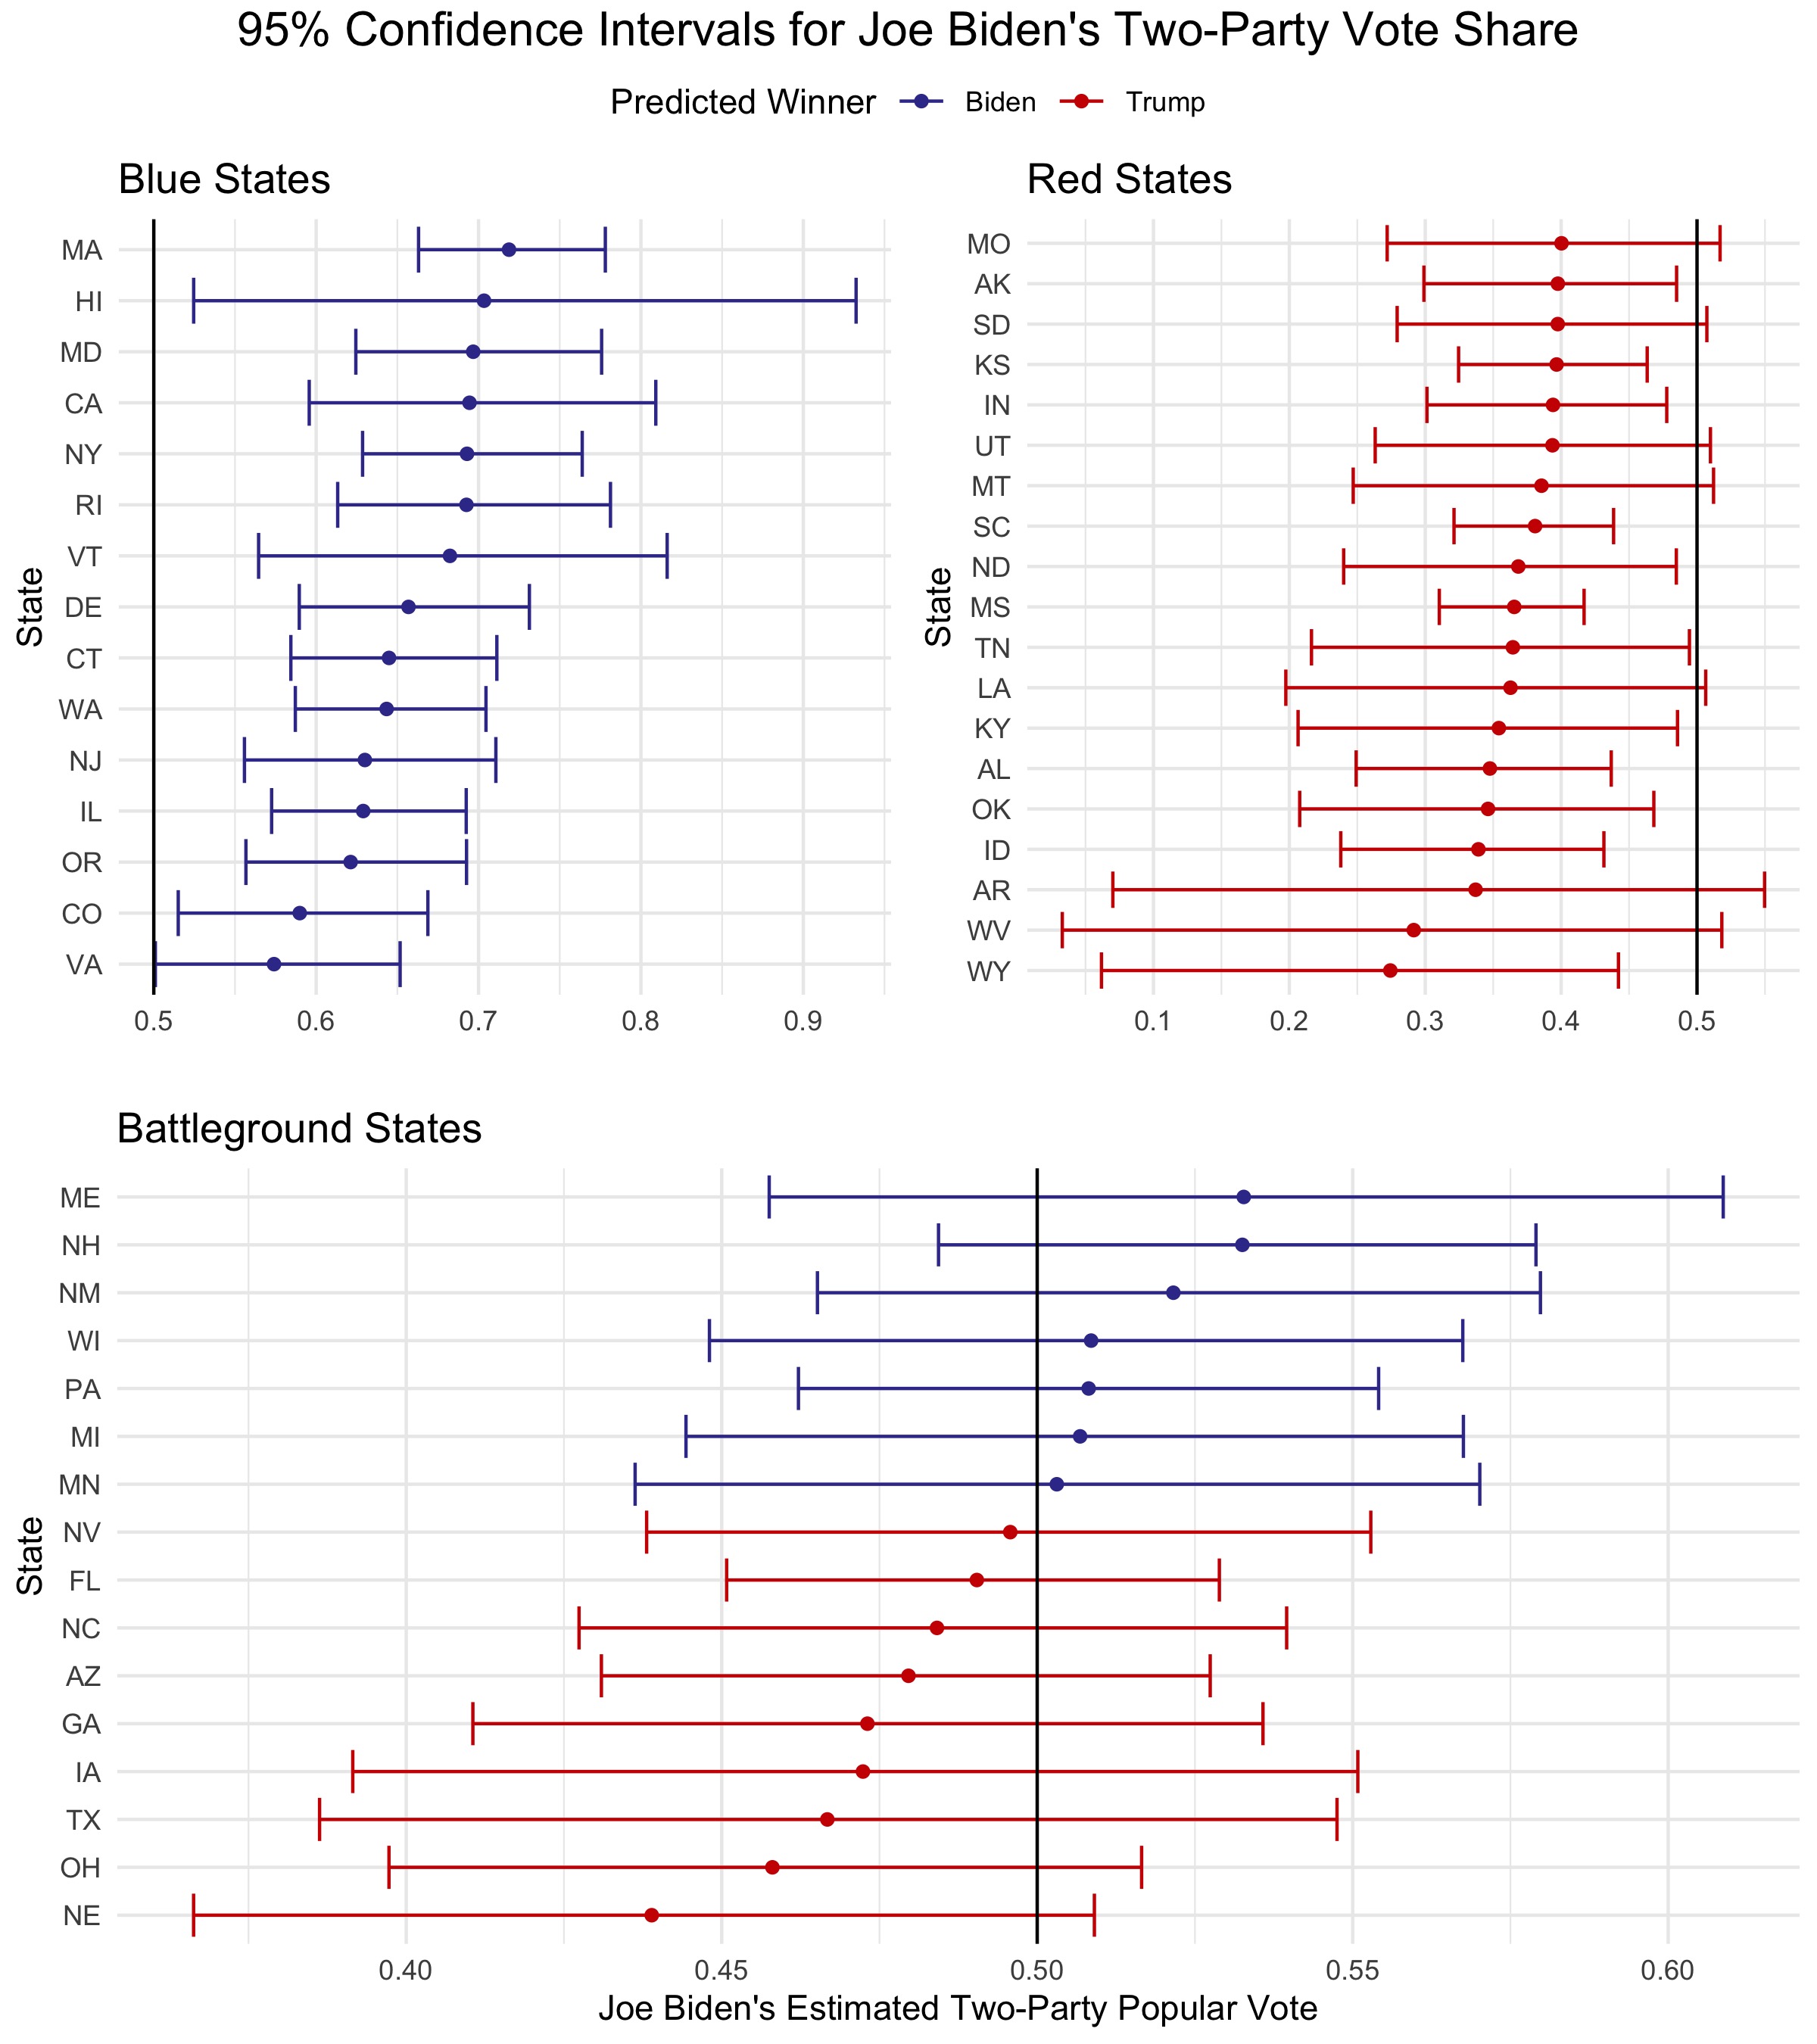 95% Confidence Intervals for Joe Biden's Two-Party Vote Share
Predicted Winner Biden Trump
Blue States
State
MA
HI
MD
CA
NY
RI
VT
DE
CT
WA
NJ
IL
OR
CO
VA
0.5 0.6 0.7 0.8 0.9
Red States
State
MO
AK
SD
KS
IN
UT
MT
SC
ND
MS
TN
LA
KY
AL
OK
ID
AR
WV
WY
0.1 0.2 0.3 0.4 0.5
Battleground States
State
ME
NH
NM
WI
PA
MI
MN
NV
FL
NC
AZ
GA
IA
TX
OH
NE
0.40 0.45 0.50 0.55 0.60
Joe Biden's Estimated Two-Party Popular Vote